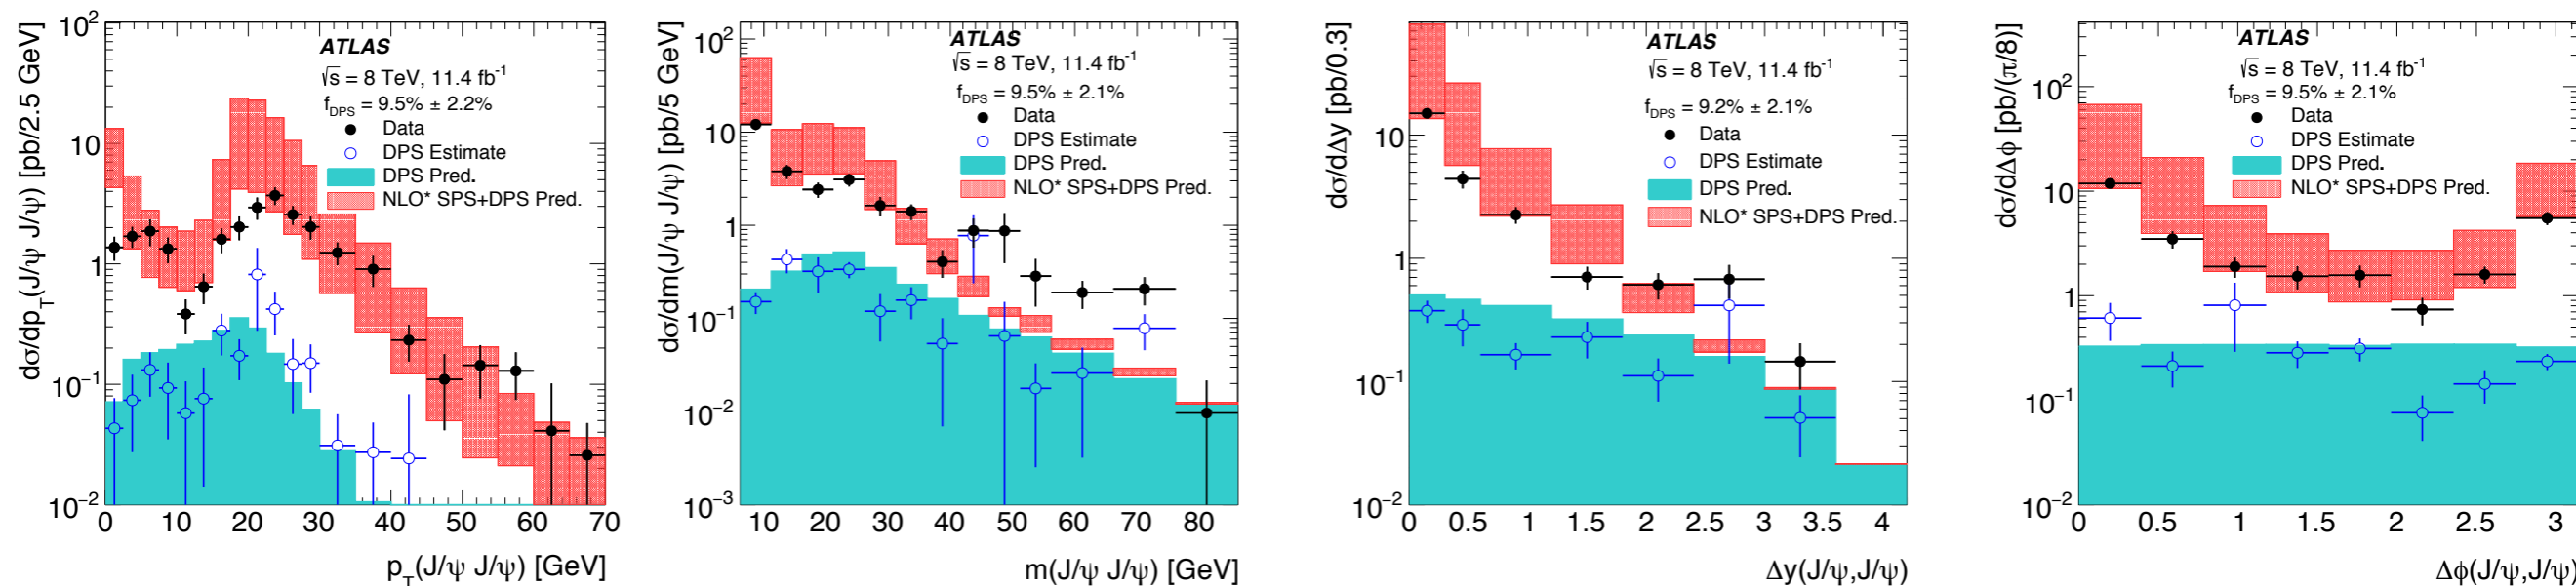 ATLAS
√s = 8 TeV, 11.4 fb⁻¹
f_DPS = 9.5% ± 2.2%
Data
DPS Estimate
DPS Pred.
NLO* SPS+DPS Pred.
dσ/dp_T(J/ψ J/ψ) [pb/2.5 GeV]
10²
10
1
10⁻¹
10⁻²
0 10 20 30 40 50 60 70
p_T(J/ψ J/ψ) [GeV]
ATLAS
√s = 8 TeV, 11.4 fb⁻¹
f_DPS = 9.5% ± 2.1%
Data
DPS Estimate
DPS Pred.
NLO* SPS+DPS Pred.
dσ/dm(J/ψ J/ψ) [pb/5 GeV]
10²
10
1
10⁻¹
10⁻²
10⁻³
10 20 30 40 50 60 70 80
m(J/ψ J/ψ) [GeV]
ATLAS
√s = 8 TeV, 11.4 fb⁻¹
f_DPS = 9.2% ± 2.1%
Data
DPS Estimate
DPS Pred.
NLO* SPS+DPS Pred.
dσ/dΔy [pb/0.3]
10
1
10⁻¹
10⁻²
0 0.5 1 1.5 2 2.5 3 3.5 4
Δy(J/ψ,J/ψ)
ATLAS
√s = 8 TeV, 11.4 fb⁻¹
f_DPS = 9.5% ± 2.1%
Data
DPS Estimate
DPS Pred.
NLO* SPS+DPS Pred.
dσ/dΔϕ [pb/(π/8)]
10²
10
1
10⁻¹
10⁻²
0 0.5 1 1.5 2 2.5 3
Δϕ(J/ψ,J/ψ)